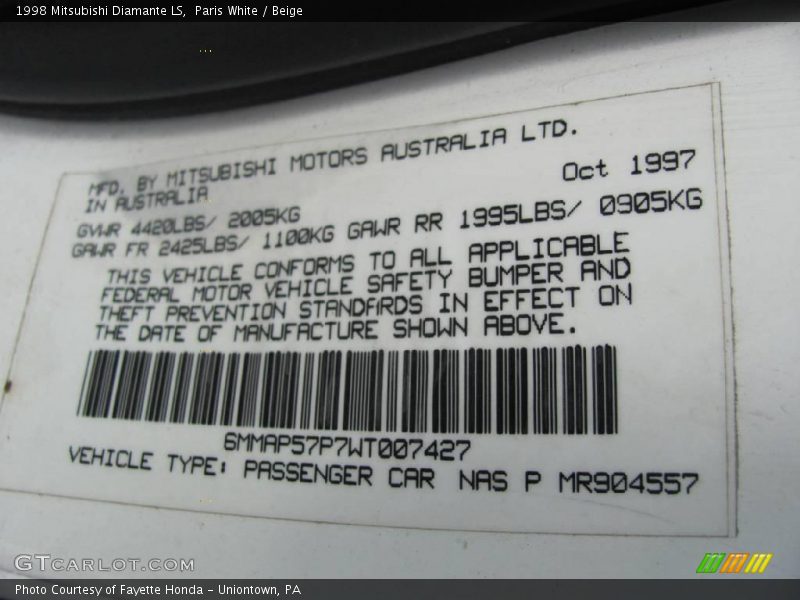 1998 Mitsubishi Diamante LS, Paris White / Beige
MFD. BY MITSUBISHI MOTORS AUSTRALIA LTD.
IN AUSTRALIA
Oct 1997
GVWR 4420LBS/ 2005KG
GAWR FR 2425LBS/ 1100KG GAWR RR 1995LBS/ 0905KG
THIS VEHICLE CONFORMS TO ALL APPLICABLE
FEDERAL MOTOR VEHICLE SAFETY BUMPER AND
THEFT PREVENTION STANDARDS IN EFFECT ON
THE DATE OF MANUFACTURE SHOWN ABOVE.
6MMAP57P7WT007427
VEHICLE TYPE: PASSENGER CAR NAS P MR904557
GTCARLOT.COM
Photo Courtesy of Fayette Honda - Uniontown, PA